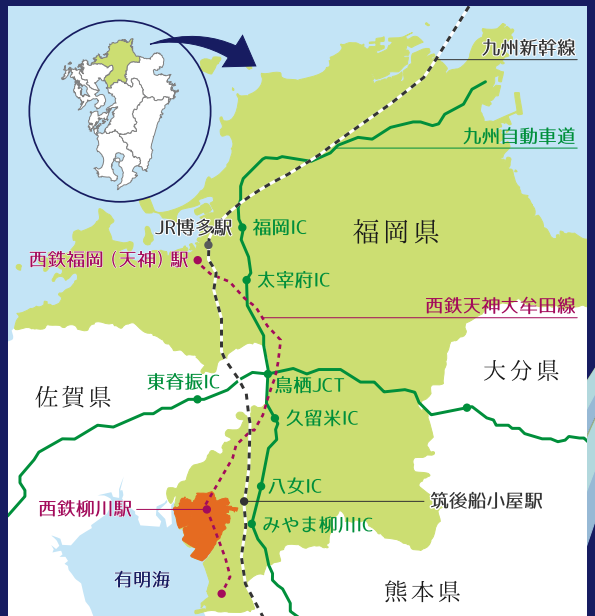 九州新幹線
九州自動車道
JR博多駅
福岡IC
福岡県
西鉄福岡（天神）駅
太宰府IC
西鉄天神大牟田線
大分県
東脊振IC
鳥栖JCT
佐賀県
久留米IC
八女IC
筑後船小屋駅
西鉄柳川駅
みやま柳川IC
有明海
熊本県